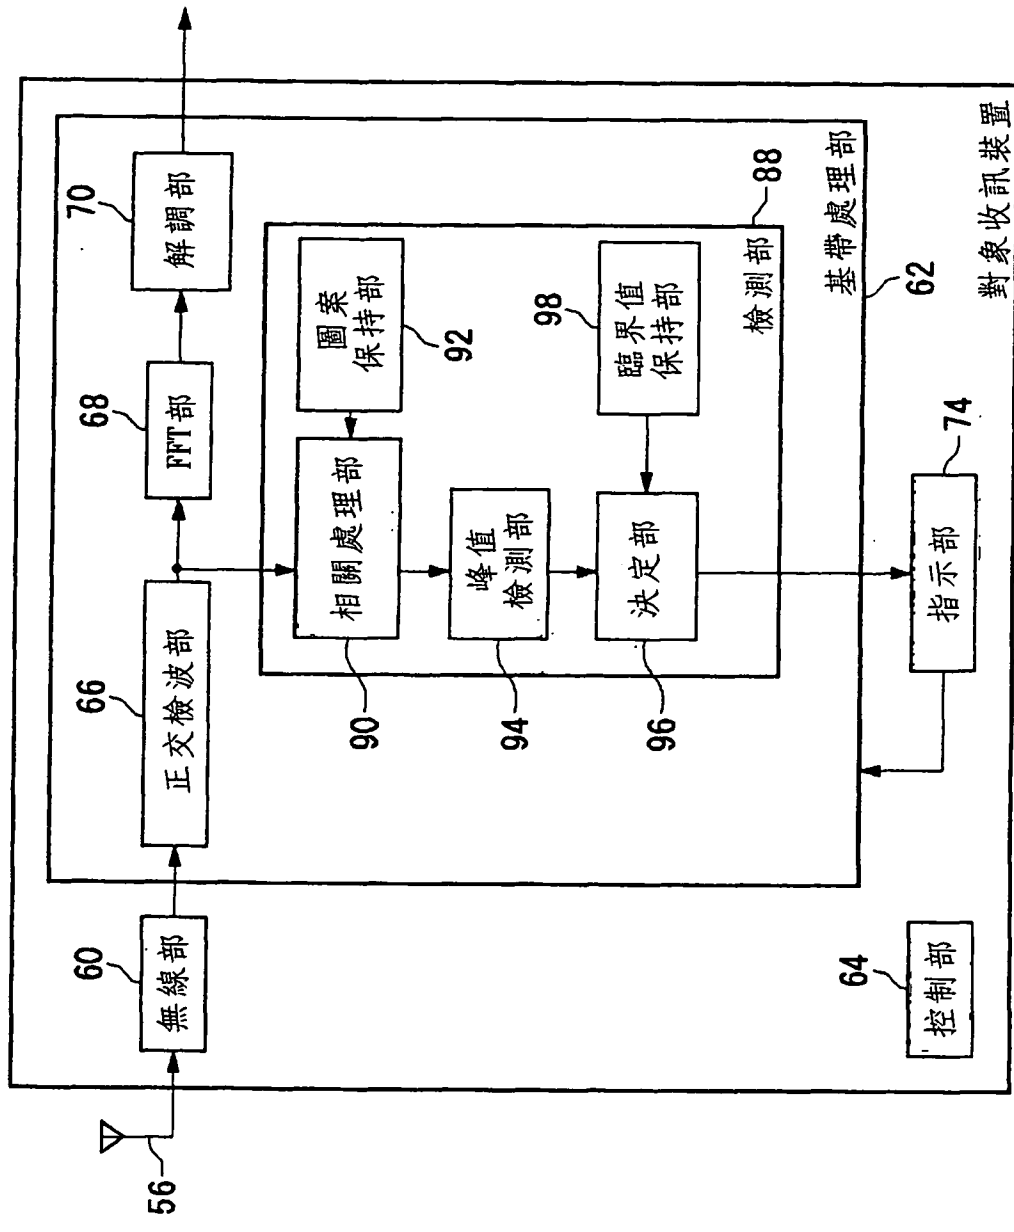 56
60
無線部
66
正交檢波部
68
FFT部
70
解調部
90
相關處理部
圖案
保持部
92
94
峰值
檢測部
96
決定部
98
臨界值
保持部
檢測部
88
基帶處理部
62
64
控制部
74
指示部
對象收訊裝置